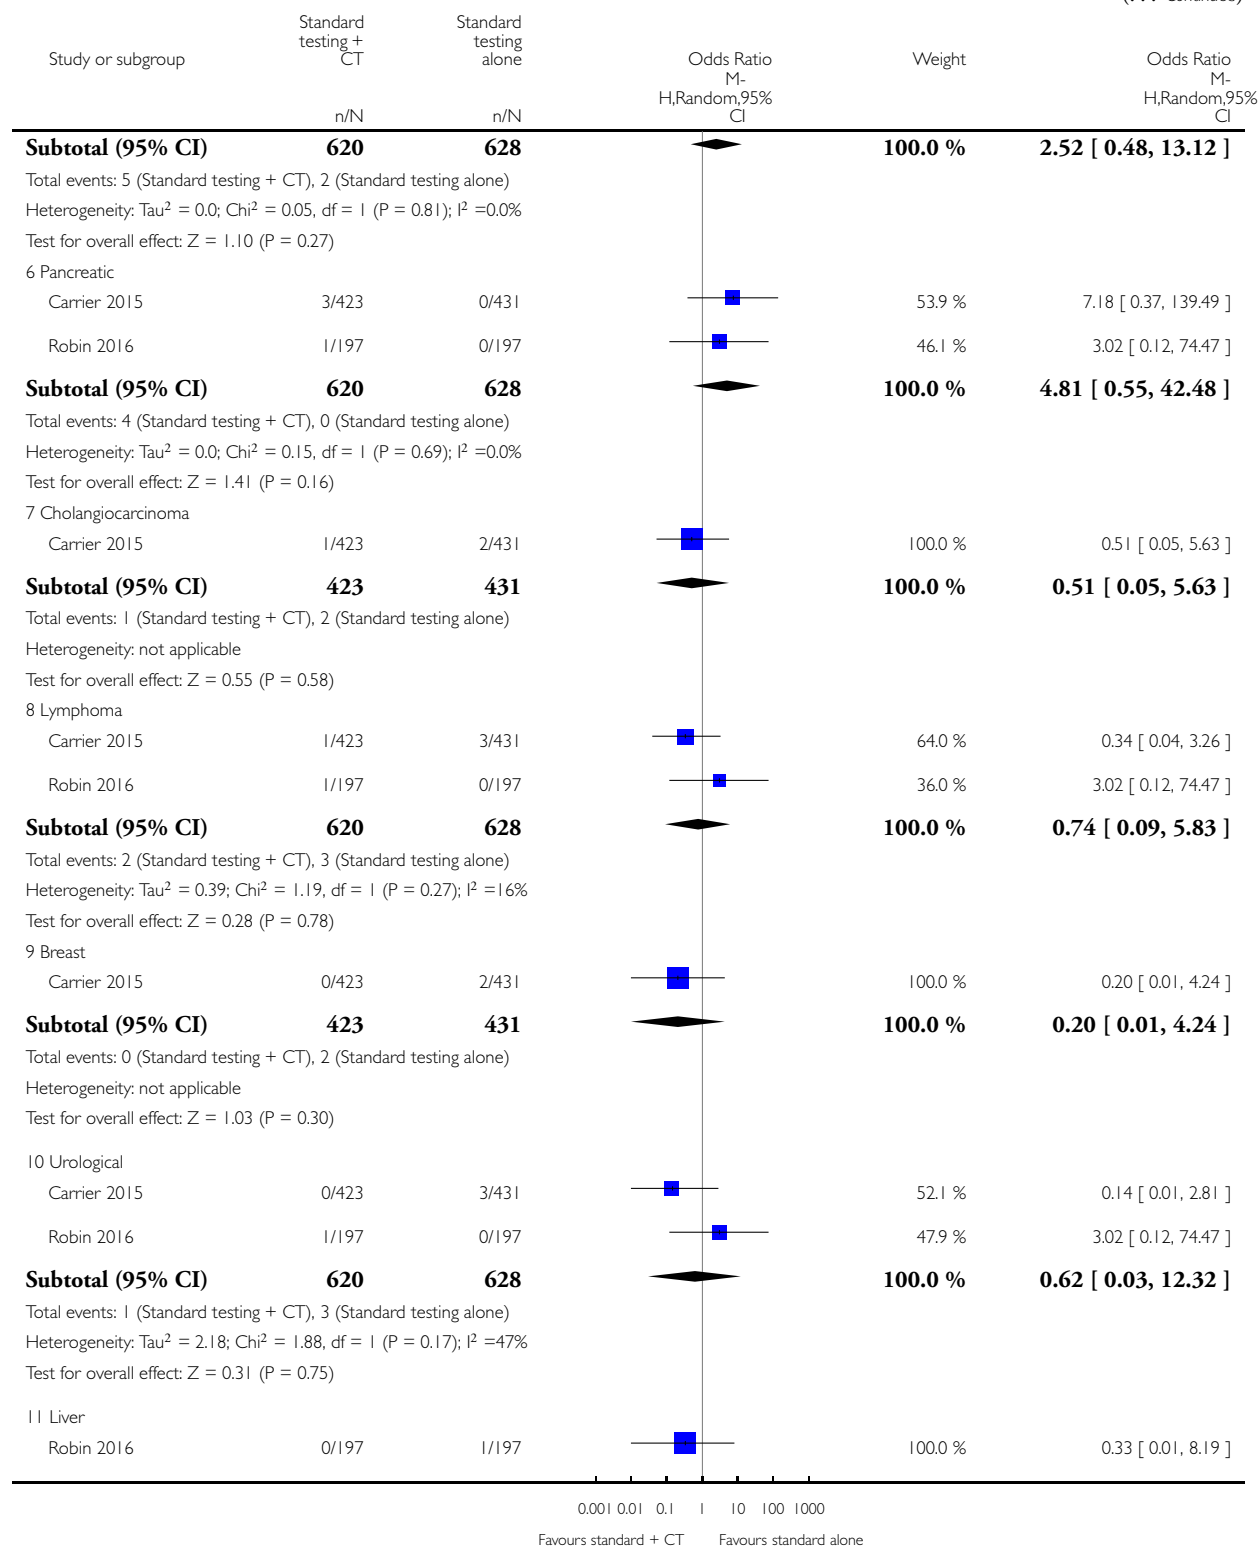 (... Continued)
Study or subgroup Standard testing + CT Standard testing alone Odds Ratio M-H,Random,95% CI Weight Odds Ratio M-H,Random,95% CI
n/N n/N
Subtotal (95% CI) 620 628 100.0 % 2.52 [ 0.48, 13.12 ]
Total events: 5 (Standard testing + CT), 2 (Standard testing alone)
Heterogeneity: Tau² = 0.0; Chi² = 0.05, df = 1 (P = 0.81); I² =0.0%
Test for overall effect: Z = 1.10 (P = 0.27)
6 Pancreatic
Carrier 2015 3/423 0/431 53.9 % 7.18 [ 0.37, 139.49 ]
Robin 2016 1/197 0/197 46.1 % 3.02 [ 0.12, 74.47 ]
Subtotal (95% CI) 620 628 100.0 % 4.81 [ 0.55, 42.48 ]
Total events: 4 (Standard testing + CT), 0 (Standard testing alone)
Heterogeneity: Tau² = 0.0; Chi² = 0.15, df = 1 (P = 0.69); I² =0.0%
Test for overall effect: Z = 1.41 (P = 0.16)
7 Cholangiocarcinoma
Carrier 2015 1/423 2/431 100.0 % 0.51 [ 0.05, 5.63 ]
Subtotal (95% CI) 423 431 100.0 % 0.51 [ 0.05, 5.63 ]
Total events: 1 (Standard testing + CT), 2 (Standard testing alone)
Heterogeneity: not applicable
Test for overall effect: Z = 0.55 (P = 0.58)
8 Lymphoma
Carrier 2015 1/423 3/431 64.0 % 0.34 [ 0.04, 3.26 ]
Robin 2016 1/197 0/197 36.0 % 3.02 [ 0.12, 74.47 ]
Subtotal (95% CI) 620 628 100.0 % 0.74 [ 0.09, 5.83 ]
Total events: 2 (Standard testing + CT), 3 (Standard testing alone)
Heterogeneity: Tau² = 0.39; Chi² = 1.19, df = 1 (P = 0.27); I² =16%
Test for overall effect: Z = 0.28 (P = 0.78)
9 Breast
Carrier 2015 0/423 2/431 100.0 % 0.20 [ 0.01, 4.24 ]
Subtotal (95% CI) 423 431 100.0 % 0.20 [ 0.01, 4.24 ]
Total events: 0 (Standard testing + CT), 2 (Standard testing alone)
Heterogeneity: not applicable
Test for overall effect: Z = 1.03 (P = 0.30)
10 Urological
Carrier 2015 0/423 3/431 52.1 % 0.14 [ 0.01, 2.81 ]
Robin 2016 1/197 0/197 47.9 % 3.02 [ 0.12, 74.47 ]
Subtotal (95% CI) 620 628 100.0 % 0.62 [ 0.03, 12.32 ]
Total events: 1 (Standard testing + CT), 3 (Standard testing alone)
Heterogeneity: Tau² = 2.18; Chi² = 1.88, df = 1 (P = 0.17); I² =47%
Test for overall effect: Z = 0.31 (P = 0.75)
11 Liver
Robin 2016 0/197 1/197 100.0 % 0.33 [ 0.01, 8.19 ]
0.001 0.01 0.1 1 10 100 1000
Favours standard + CT Favours standard alone